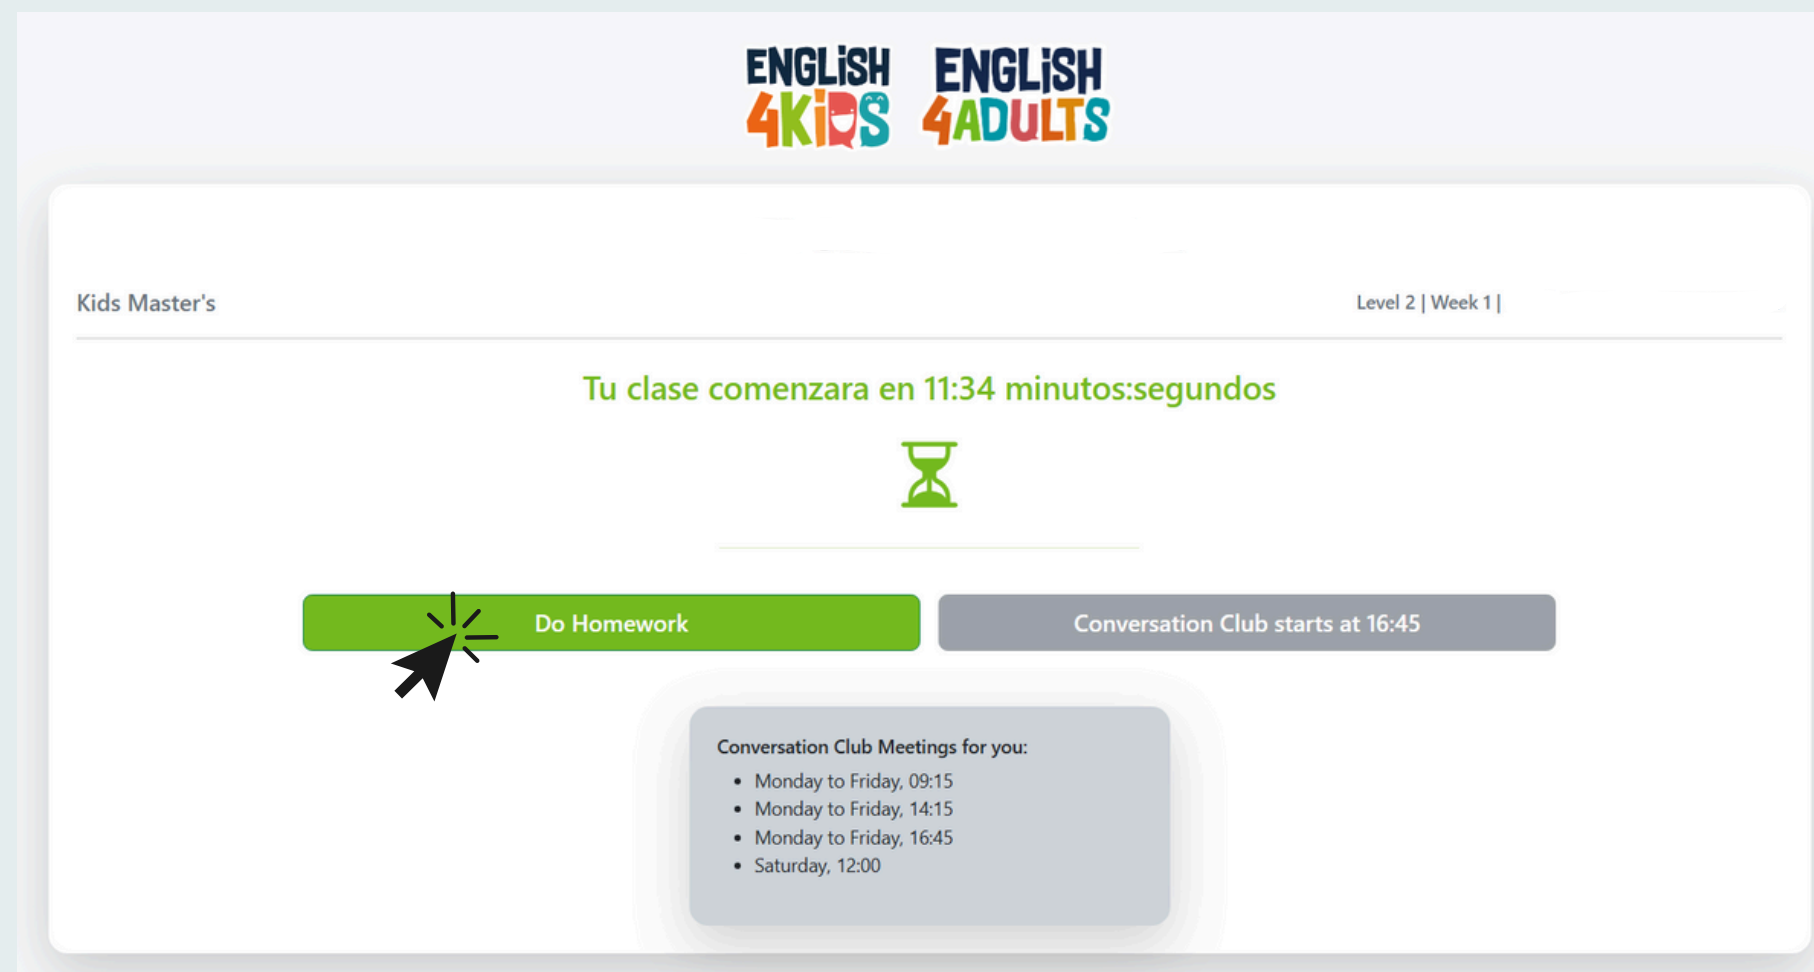 ENGLiSH
4KiDS
ENGLiSH
4ADULTS
Kids Master's
Level 2 | Week 1 |
Tu clase comenzara en 11:34 minutos:segundos
Do Homework
Conversation Club starts at 16:45
Conversation Club Meetings for you:
• Monday to Friday, 09:15
• Monday to Friday, 14:15
• Monday to Friday, 16:45
• Saturday, 12:00